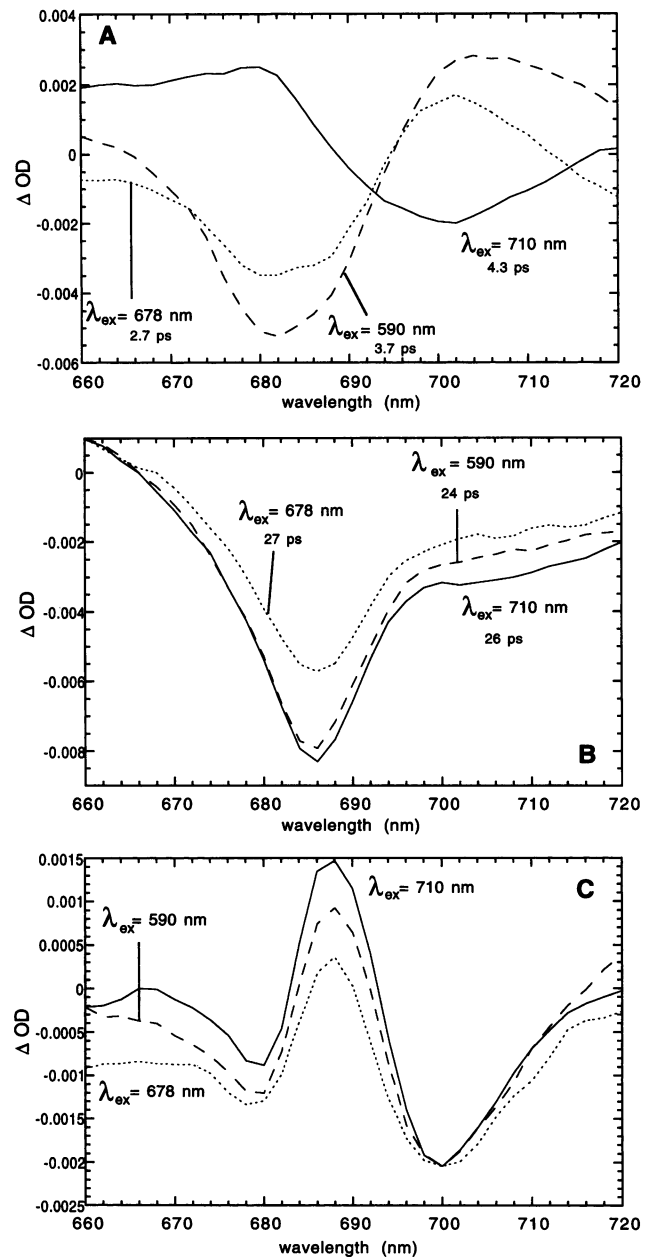 A
0.004
0.002
0
-0.002
-0.004
-0.006
Δ OD
λex= 710 nm
4.3 ps
λex= 678 nm
2.7 ps
λex= 590 nm
3.7 ps
660 670 680 690 700 710 720
wavelength (nm)
0
-0.002
-0.004
-0.006
-0.008
Δ OD
λex= 590 nm
24 ps
λex= 678 nm
27 ps
λex= 710 nm
26 ps
B
660 670 680 690 700 710 720
wavelength (nm)
0.0015
0.001
0.0005
0
-0.0005
-0.001
-0.0015
-0.002
-0.0025
Δ OD
λex= 710 nm
C
λex= 590 nm
λex= 678 nm
660 670 680 690 700 710 720
wavelength (nm)